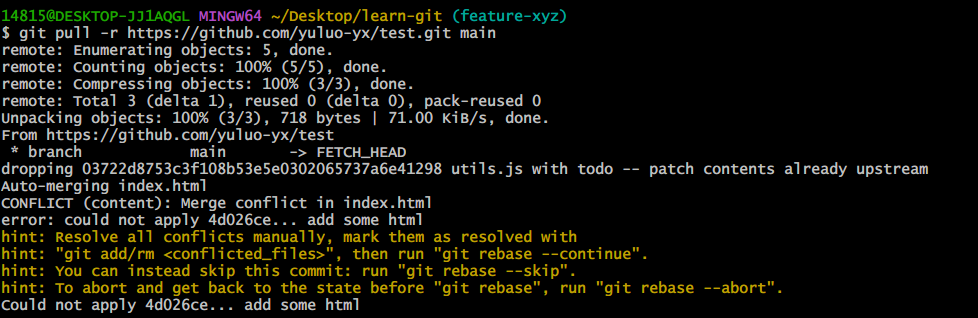 14815@DESKTOP-JJ1AQGL MINGW64 ~/Desktop/learn-git (feature-xyz)
$ git pull -r https://github.com/yuluo-yx/test.git main
remote: Enumerating objects: 5, done.
remote: Counting objects: 100% (5/5), done.
remote: Compressing objects: 100% (3/3), done.
remote: Total 3 (delta 1), reused 0 (delta 0), pack-reused 0
Unpacking objects: 100% (3/3), 718 bytes | 71.00 KiB/s, done.
From https://github.com/yuluo-yx/test
 * branch            main       -> FETCH_HEAD
dropping 03722d8753c3f108b53e5e0302065737a6e41298 utils.js with todo -- patch contents already upstream
Auto-merging index.html
CONFLICT (content): Merge conflict in index.html
error: could not apply 4d026ce... add some html
hint: Resolve all conflicts manually, mark them as resolved with
hint: "git add/rm <conflicted_files>", then run "git rebase --continue".
hint: You can instead skip this commit: run "git rebase --skip".
hint: To abort and get back to the state before "git rebase", run "git rebase --abort".
Could not apply 4d026ce... add some html